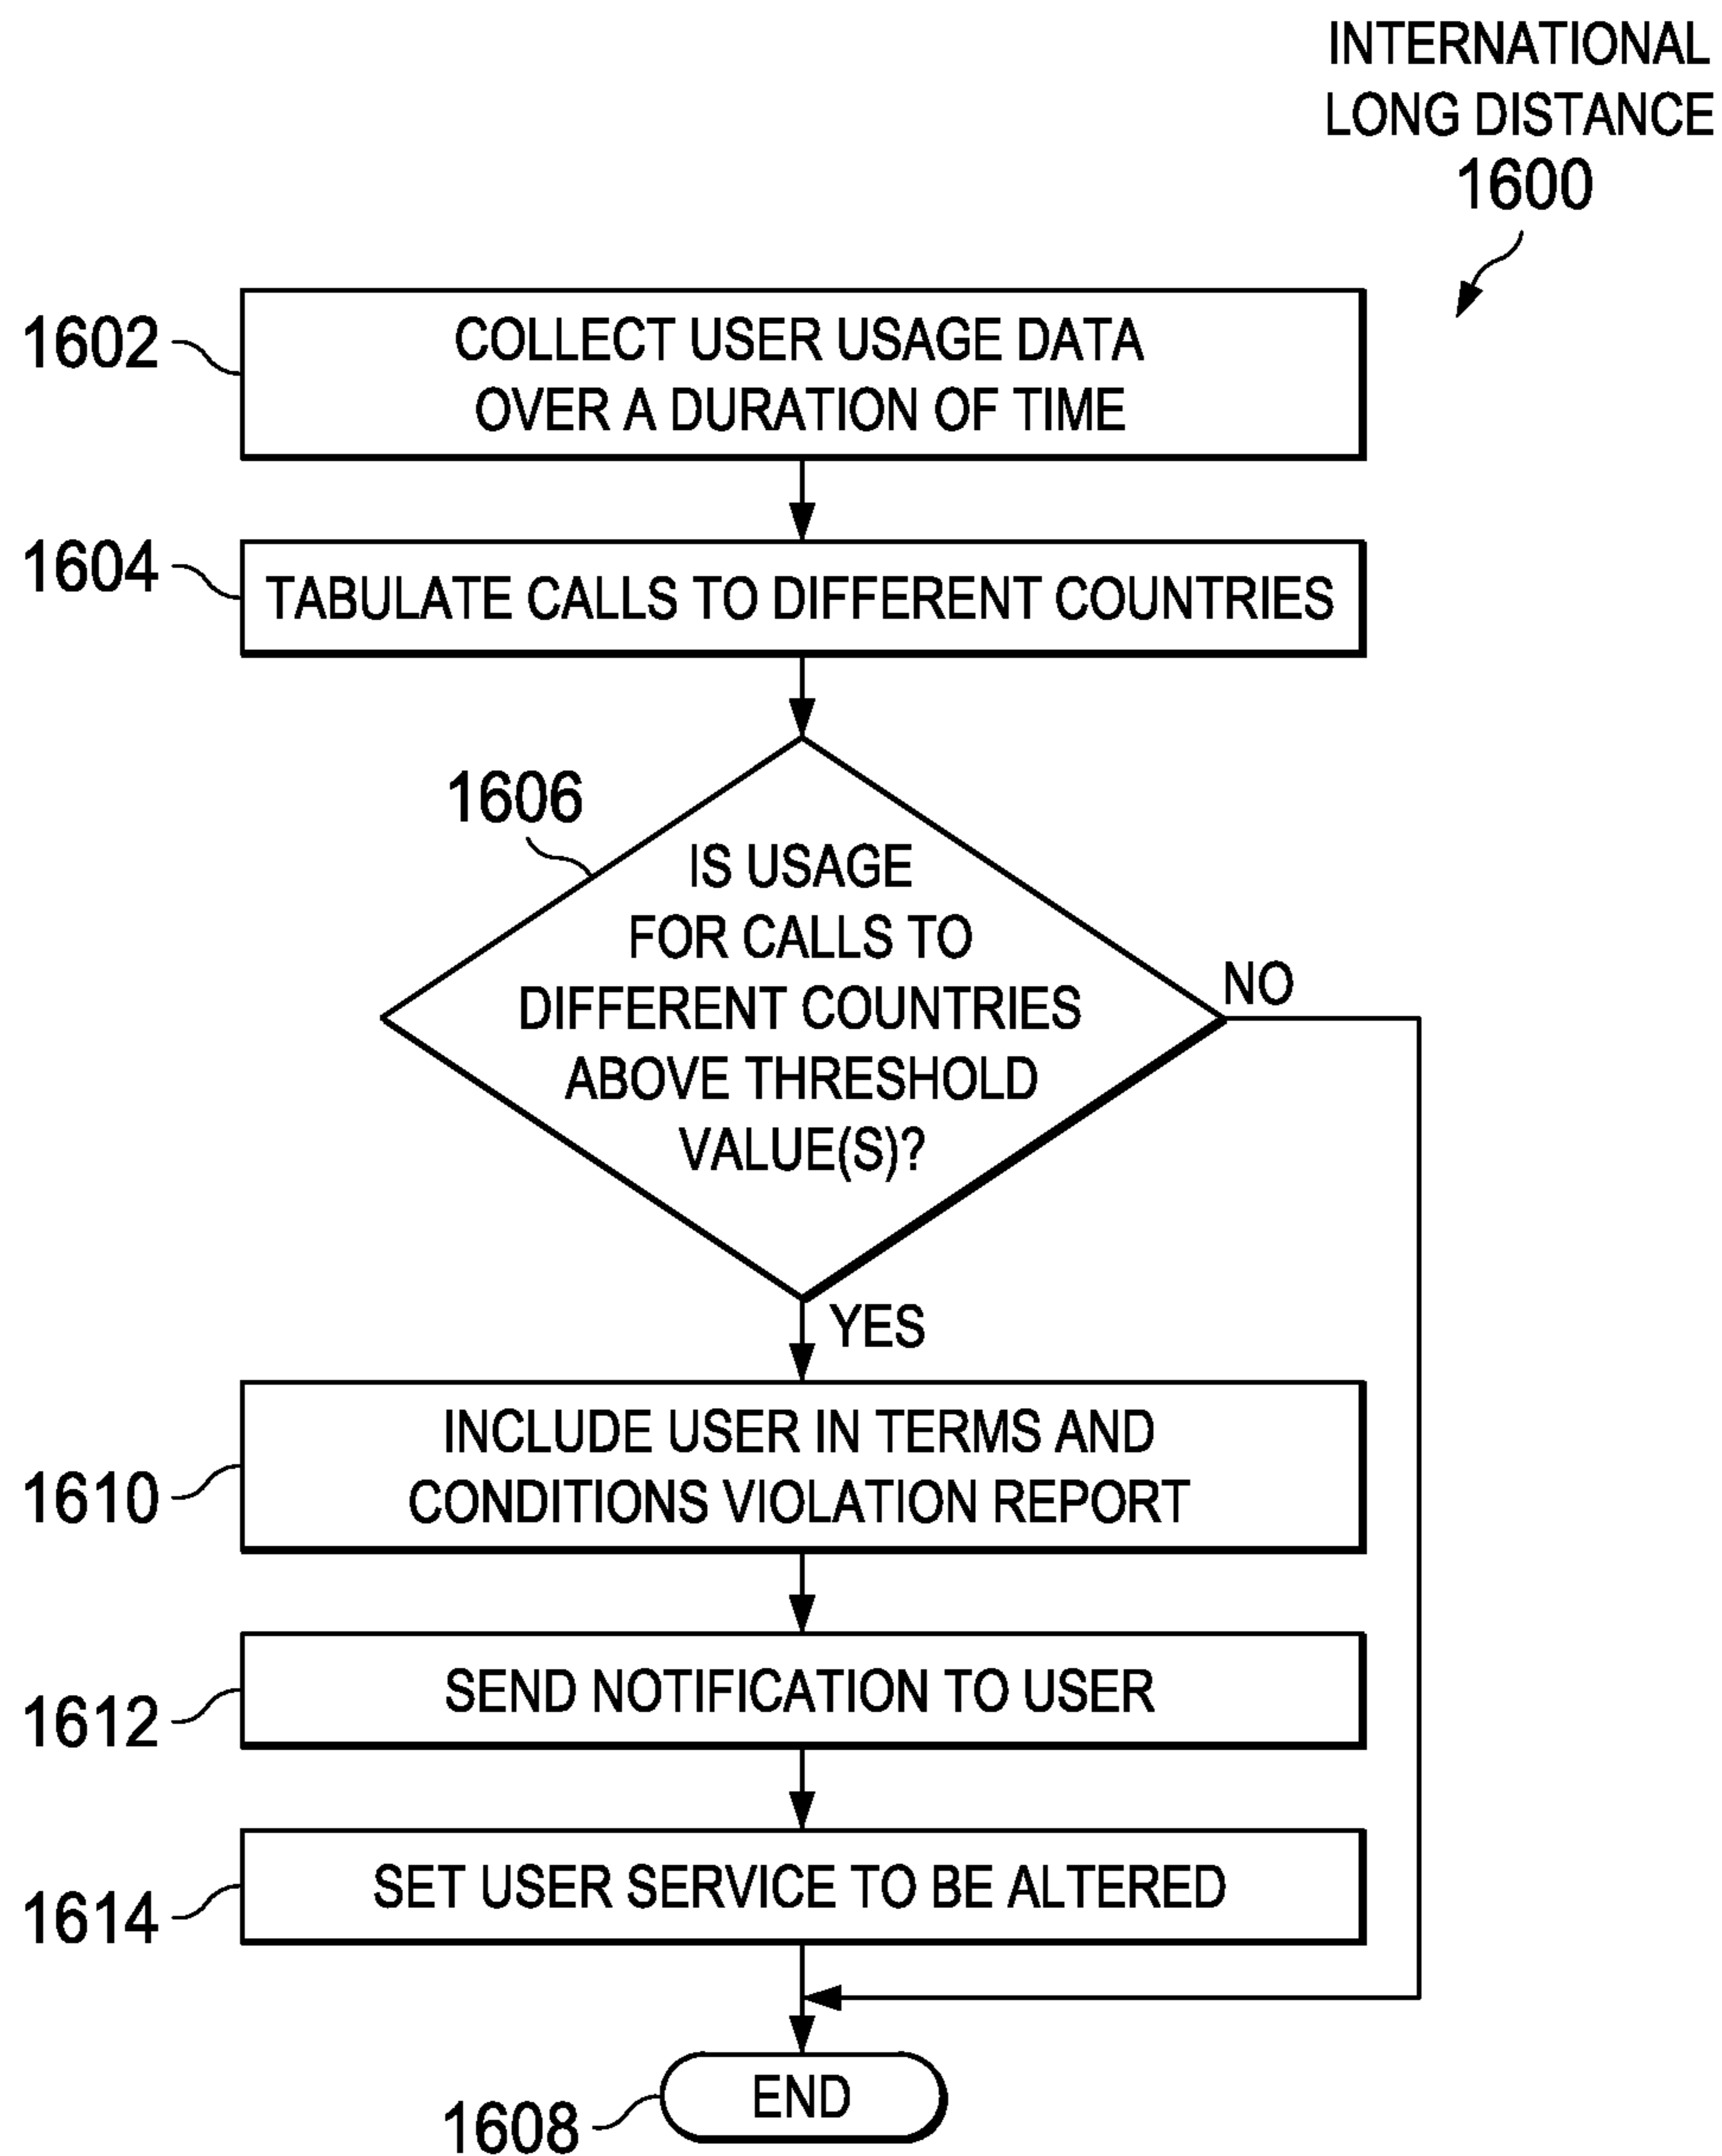 INTERNATIONAL
LONG DISTANCE
1600
1602
COLLECT USER USAGE DATA
OVER A DURATION OF TIME
1604
TABULATE CALLS TO DIFFERENT COUNTRIES
1606
IS USAGE
FOR CALLS TO
DIFFERENT COUNTRIES
ABOVE THRESHOLD
VALUE(S)?
NO
YES
1610
INCLUDE USER IN TERMS AND
CONDITIONS VIOLATION REPORT
1612
SEND NOTIFICATION TO USER
1614
SET USER SERVICE TO BE ALTERED
1608
END